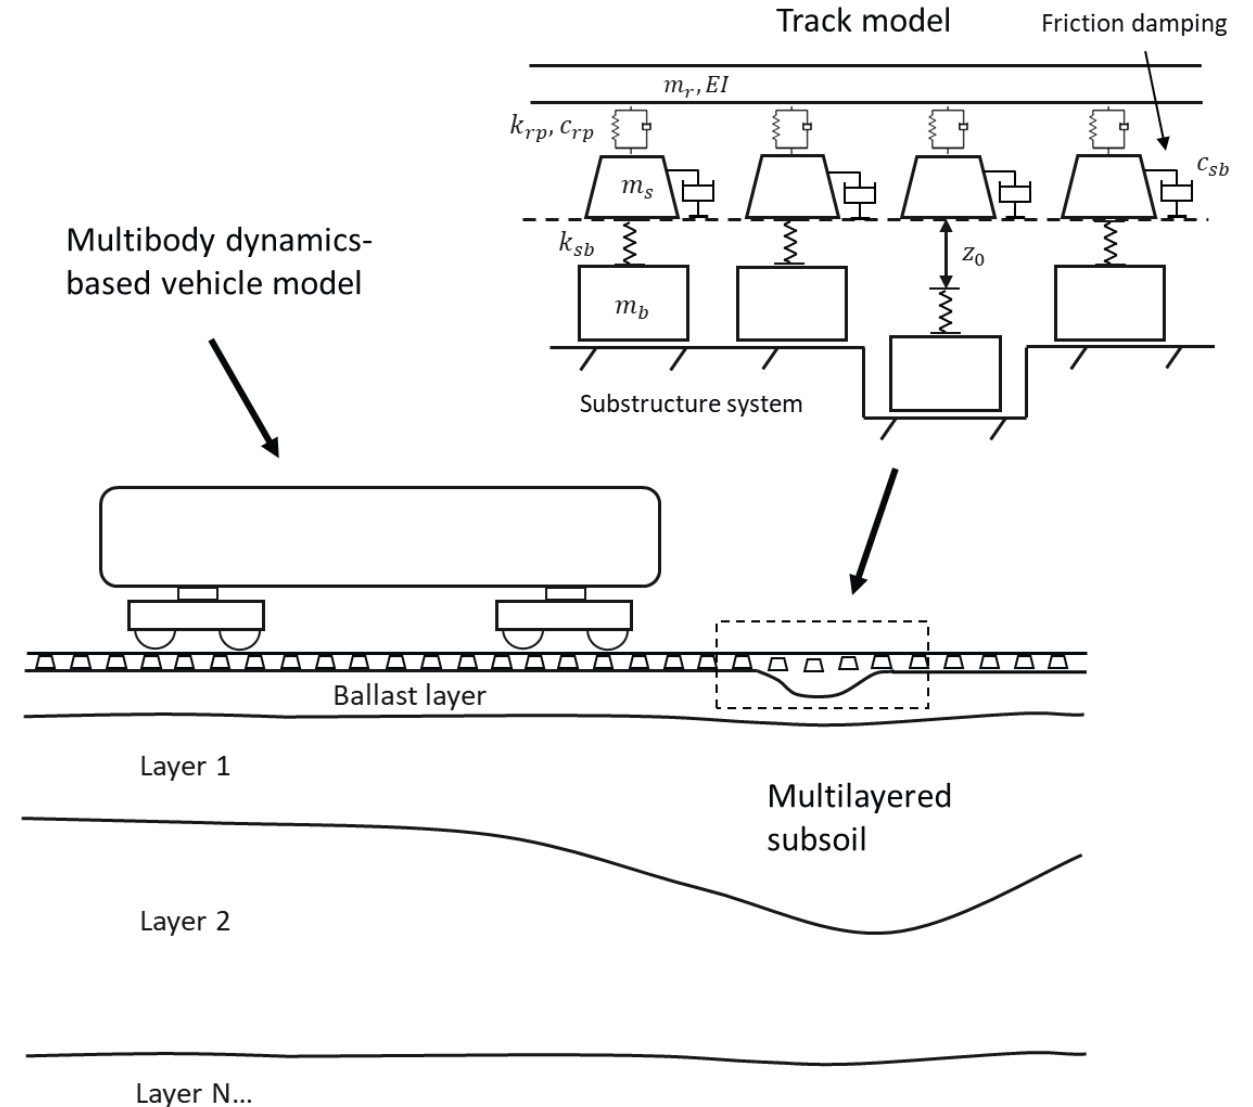 Track model
Friction damping
m_r, EI
k_rp, c_rp
c_sb
m_s
Multibody dynamics-
based vehicle model
k_sb
z_0
m_b
Substructure system
Ballast layer
Layer 1
Multilayered
subsoil
Layer 2
Layer N...